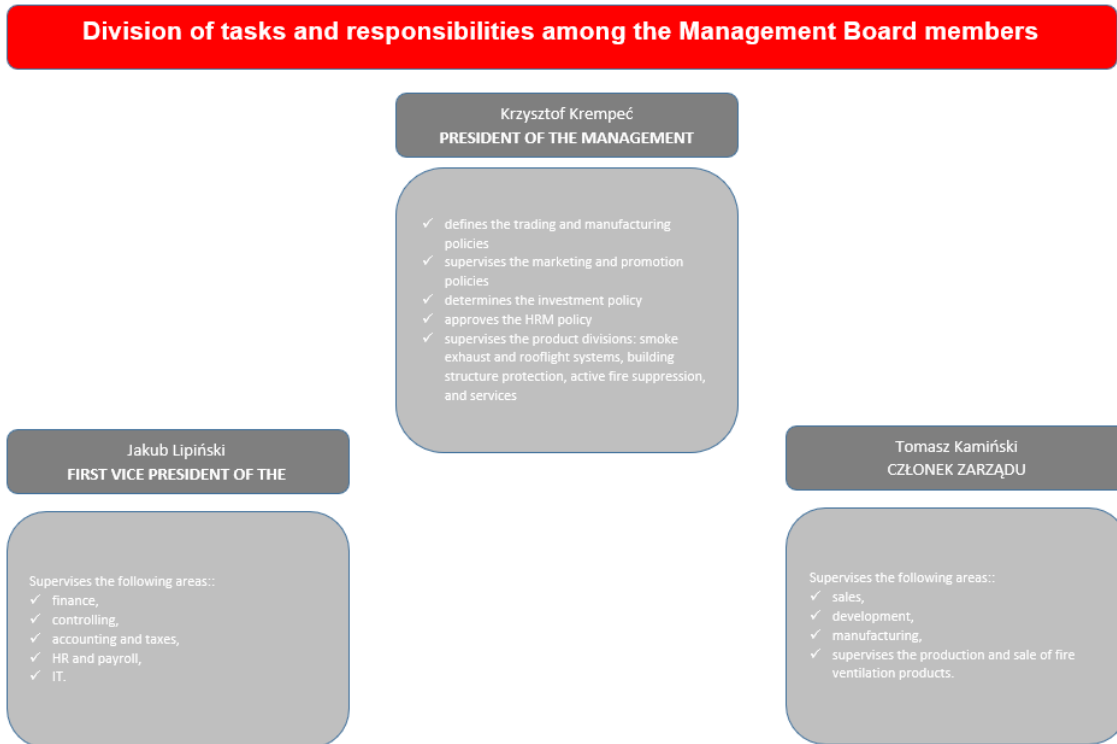 Division of tasks and responsibilities among the Management Board members
Krzysztof Krempeć
PRESIDENT OF THE MANAGEMENT
✓ defines the trading and manufacturing
policies
✓ supervises the marketing and promotion
policies
✓ determines the investment policy
✓ approves the HRM policy
✓ supervises the product divisions: smoke
exhaust and rooflight systems, building
structure protection, active fire suppression,
and services
Jakub Lipiński
FIRST VICE PRESIDENT OF THE
Supervises the following areas::
✓ finance,
✓ controlling,
✓ accounting and taxes,
✓ HR and payroll,
✓ IT.
Tomasz Kamiński
CZŁONEK ZARZĄDU
Supervises the following areas::
✓ sales,
✓ development,
✓ manufacturing,
✓ supervises the production and sale of fire
ventilation products.